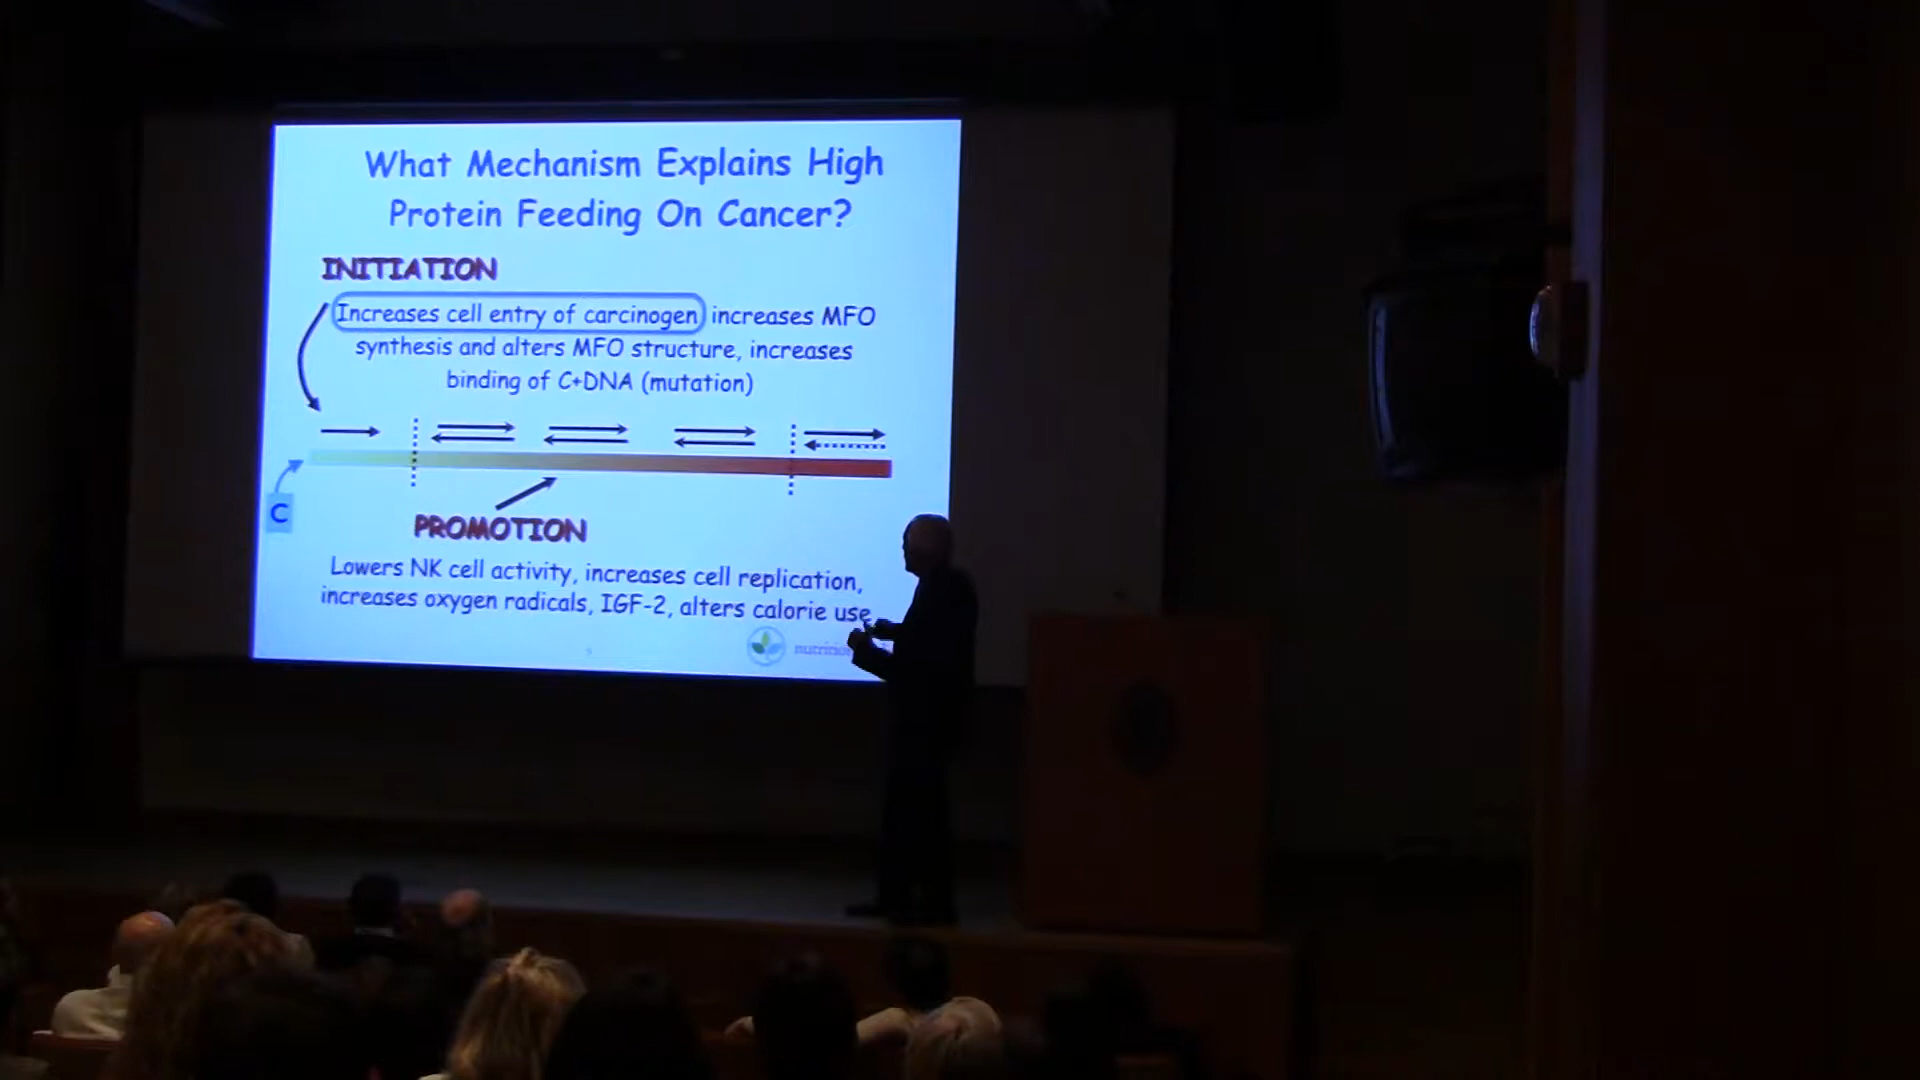 What Mechanism Explains High
Protein Feeding On Cancer?
INITIATION
Increases cell entry of carcinogen increases MFO
synthesis and alters MFO structure, increases
binding of C+DNA (mutation)
C
PROMOTION
Lowers NK cell activity, increases cell replication,
increases oxygen radicals, IGF-2, alters calorie use